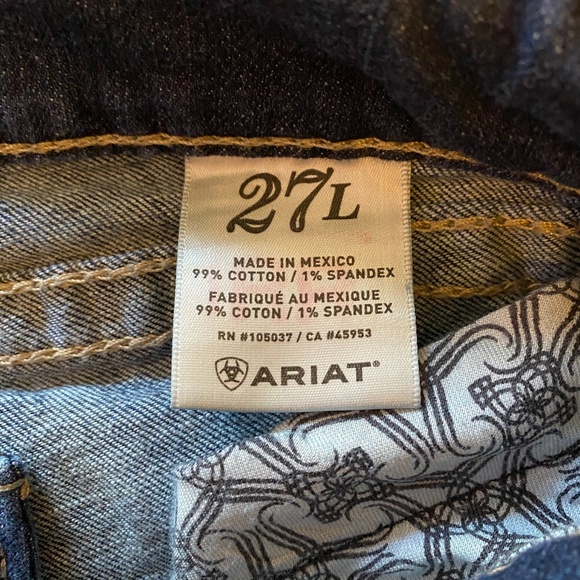 27L
MADE IN MEXICO
99% COTTON / 1% SPANDEX
FABRIQUÉ AU MEXIQUE
99% COTON / 1% SPANDEX
RN #105037 / CA #45953
ARIAT®